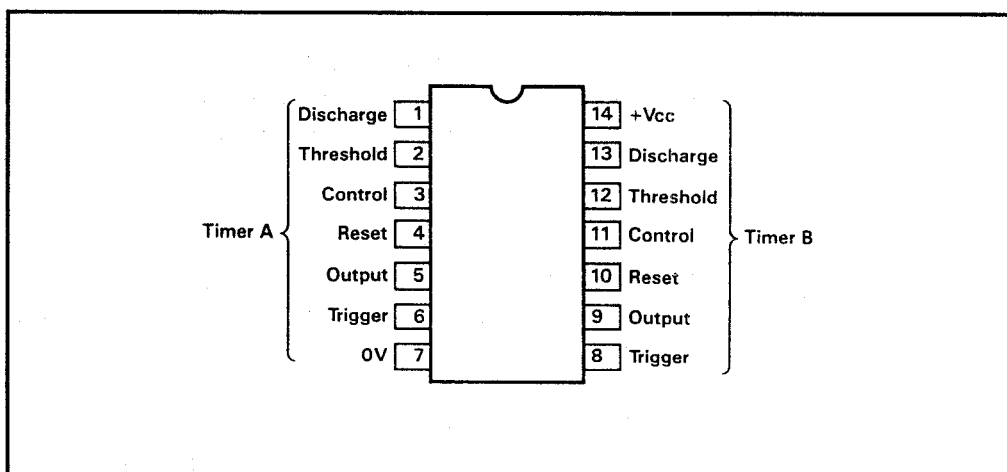 Discharge 1
Threshold 2
Control 3
Reset 4
Output 5
Trigger 6
0V 7
Timer A
14 +Vcc
13 Discharge
12 Threshold
11 Control
10 Reset
9 Output
8 Trigger
Timer B